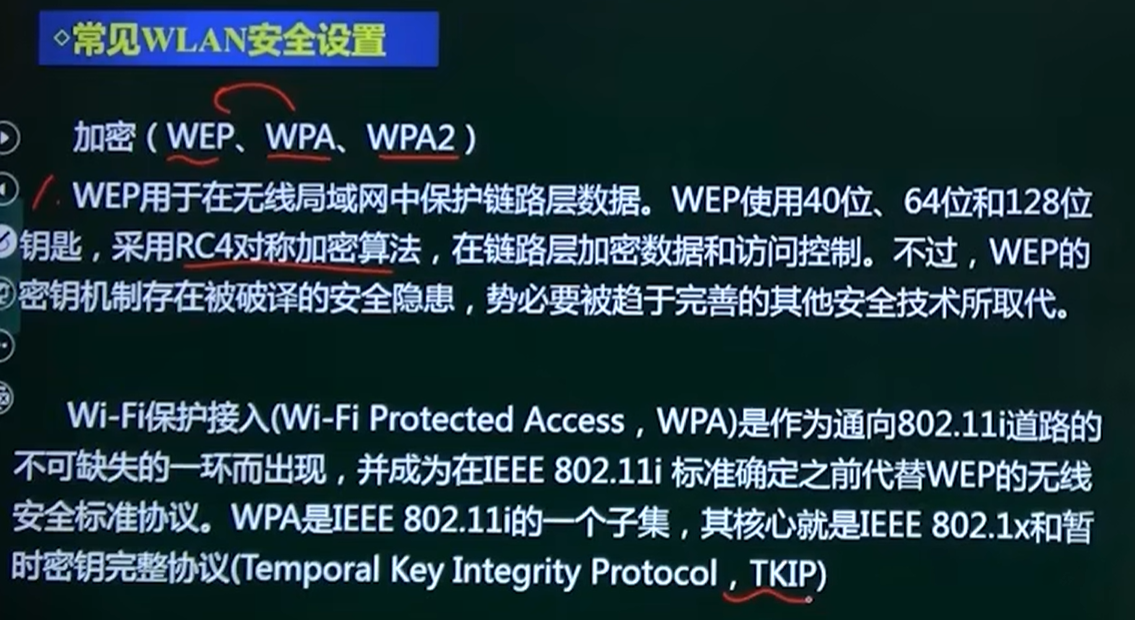 ◇常见WLAN安全设置
加密（WEP、WPA、WPA2）
WEP用于在无线局域网中保护链路层数据。WEP使用40位、64位和128位
钥匙，采用RC4对称加密算法，在链路层加密数据和访问控制。不过，WEP的
密钥机制存在被破译的安全隐患，势必要被趋于完善的其他安全技术所取代。
Wi-Fi保护接入(Wi-Fi Protected Access，WPA)是作为通向802.11i道路的
不可缺失的一环而出现，并成为在IEEE 802.11i 标准确定之前代替WEP的无线
安全标准协议。WPA是IEEE 802.11i的一个子集，其核心就是IEEE 802.1x和暂
时密钥完整协议(Temporal Key Integrity Protocol，TKIP)